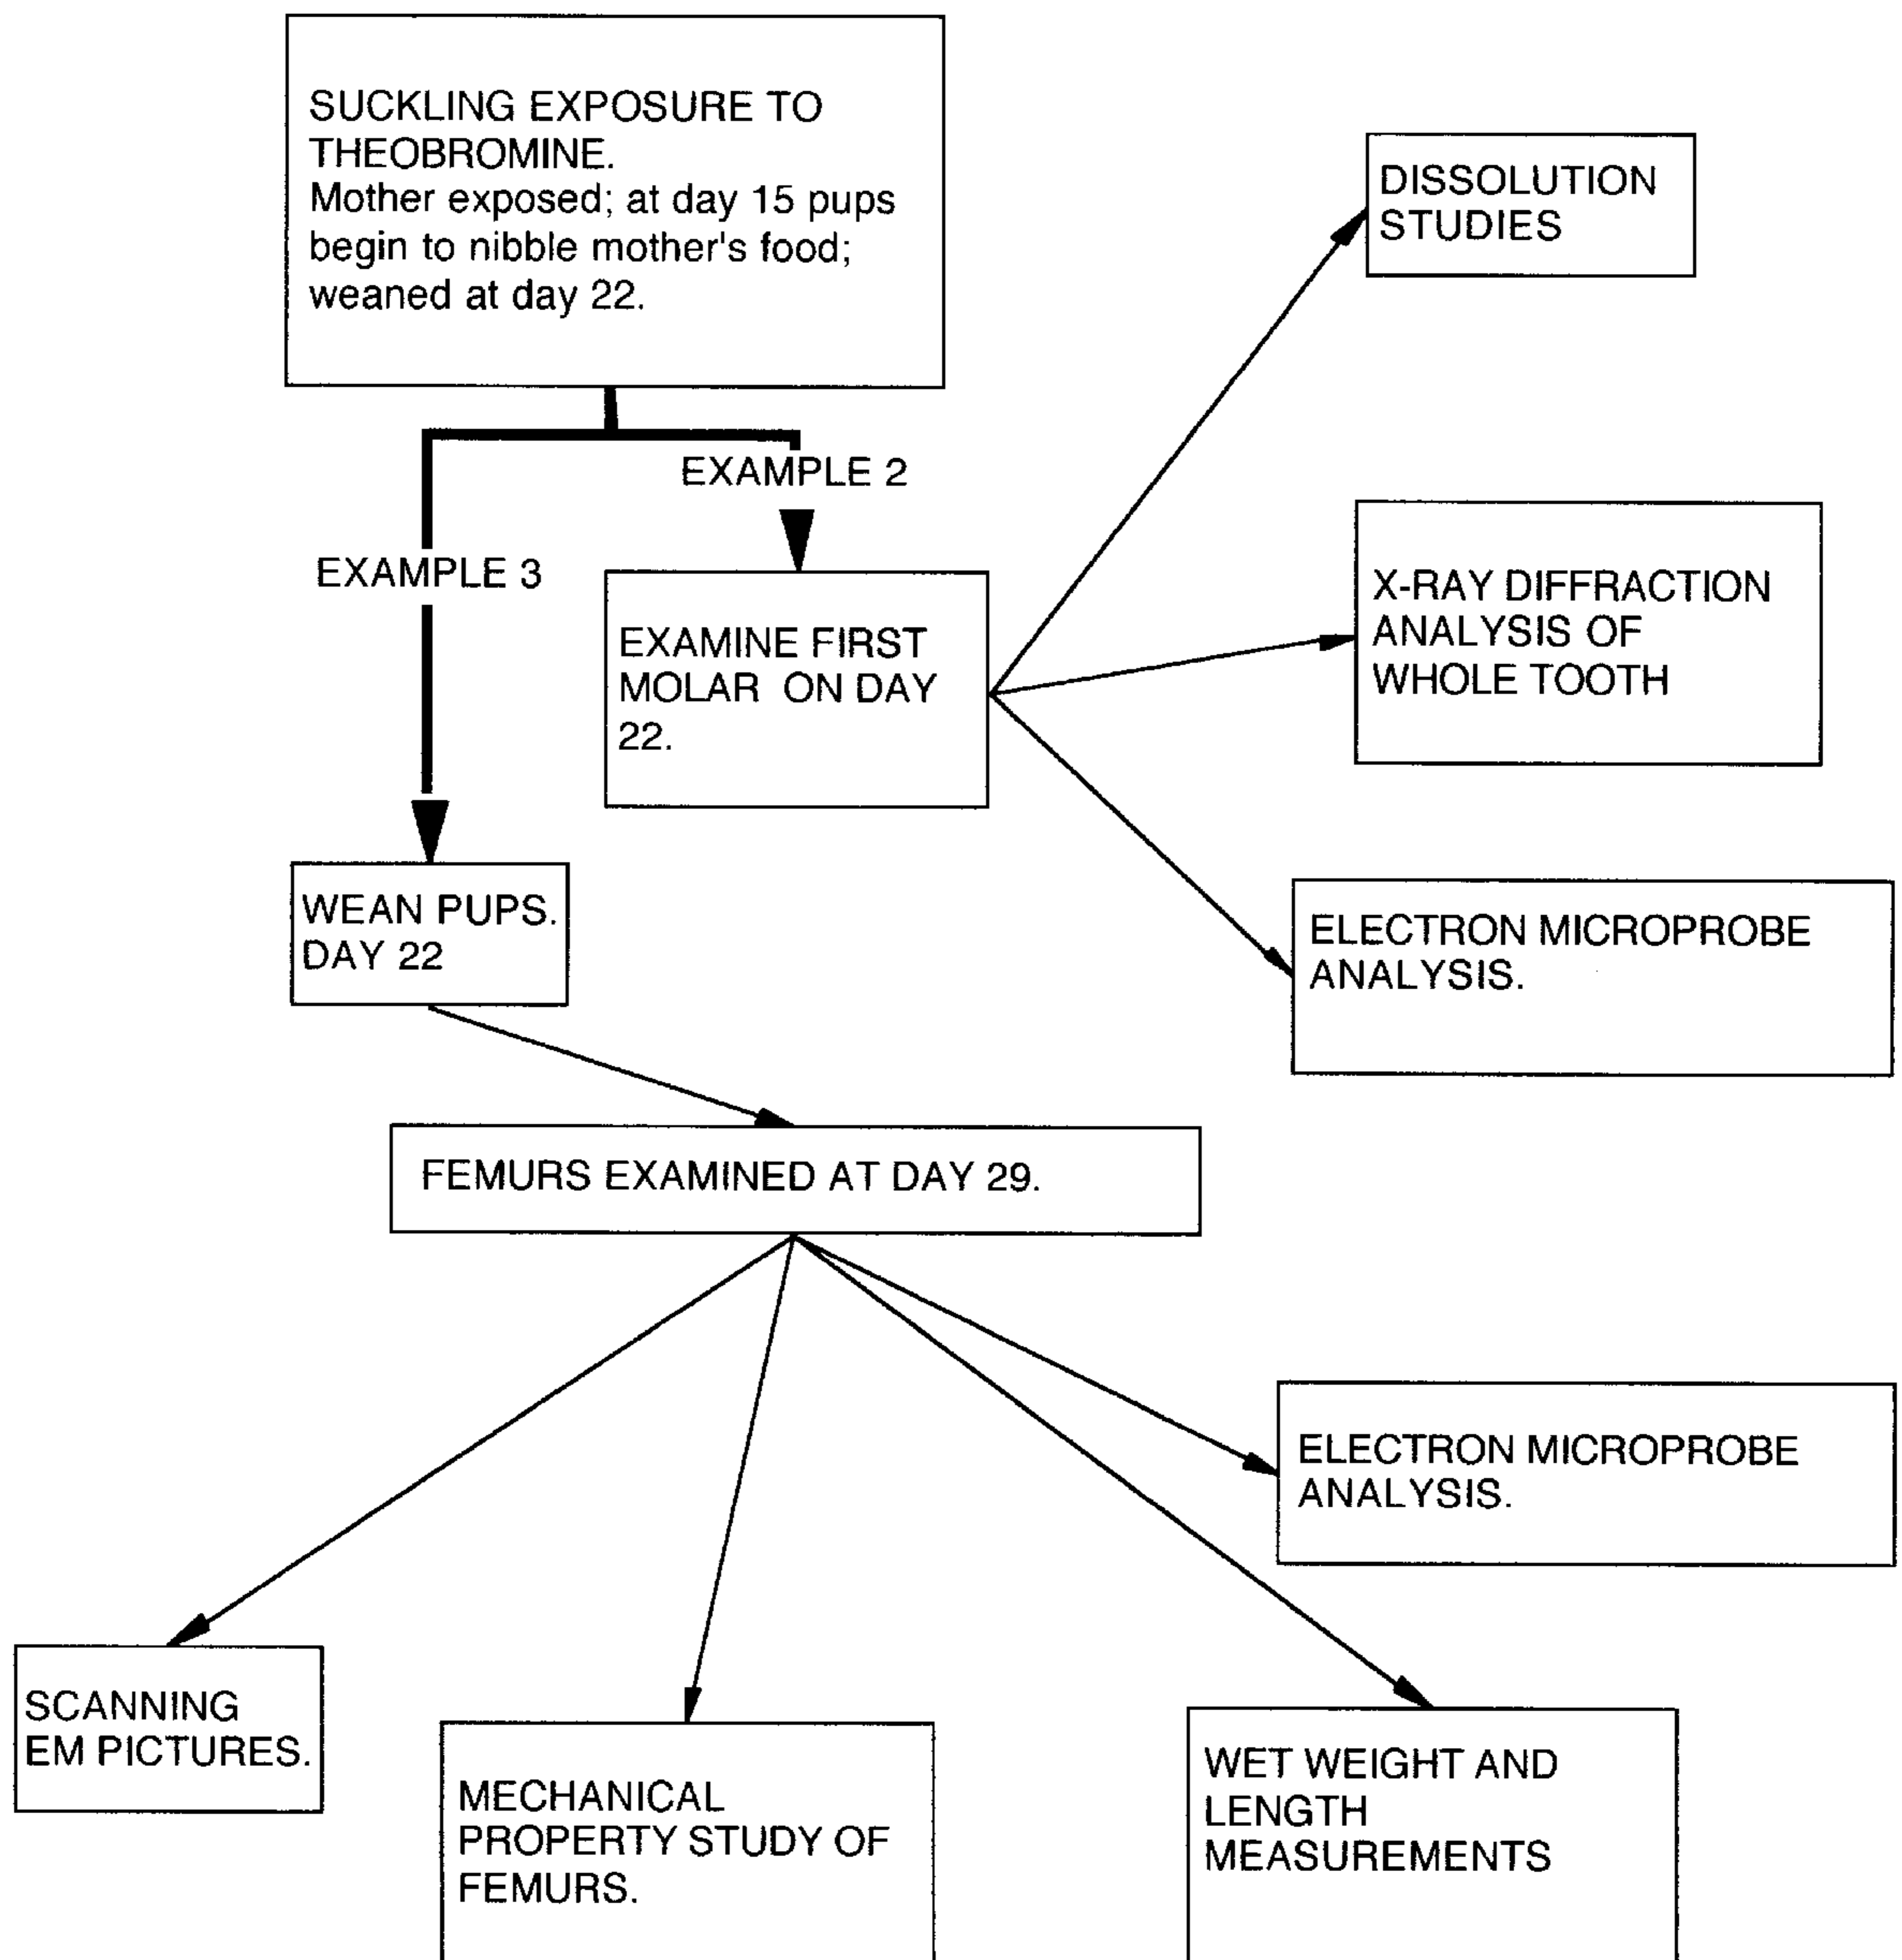 SUCKLING EXPOSURE TO
THEOBROMINE.
Mother exposed; at day 15 pups
begin to nibble mother's food;
weaned at day 22.
DISSOLUTION
STUDIES
EXAMPLE 2
EXAMPLE 3
X-RAY DIFFRACTION
ANALYSIS OF
WHOLE TOOTH
EXAMINE FIRST
MOLAR ON DAY
22.
WEAN PUPS.
DAY 22
ELECTRON MICROPROBE
ANALYSIS.
FEMURS EXAMINED AT DAY 29.
ELECTRON MICROPROBE
ANALYSIS.
SCANNING
EM PICTURES.
MECHANICAL
PROPERTY STUDY OF
FEMURS.
WET WEIGHT AND
LENGTH
MEASUREMENTS